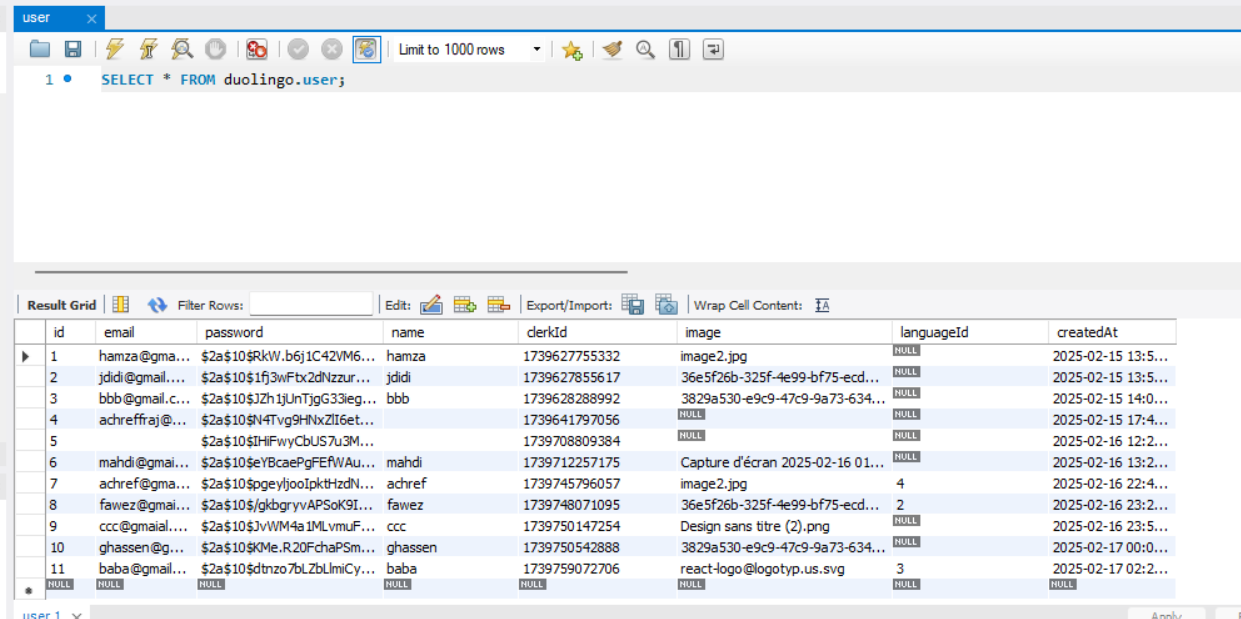 user
Limit to 1000 rows
1 SELECT * FROM duolingo.user;
Result Grid Filter Rows: Edit: Export/Import: Wrap Cell Content:
id email password name clerkId image languageId createdAt
1 hamza@gma... $2a$10$RkW.b6j1C42VM6... hamza 1739627755332 image2.jpg NULL 2025-02-15 13:5...
2 jdidi@gmail.... $2a$10$1fj3wFtx2dNzzur... jdidi 1739627855617 36e5f26b-325f-4e99-bf75-ecd... NULL 2025-02-15 13:5...
3 bbb@gmail.c... $2a$10$JZh1jUnTjgG33ieg... bbb 1739628288992 3829a530-e9c9-47c9-9a73-634... NULL 2025-02-15 14:0...
4 achreffraj@... $2a$10$N4Tvg9HNxZlI6et... 1739641797056 NULL NULL 2025-02-15 17:4...
5 $2a$10$IHiFwyCbUS7u3M... 1739708809384 NULL NULL 2025-02-16 12:2...
6 mahdi@gmai... $2a$10$eYBcaePgFEfWAu... mahdi 1739712257175 Capture d'écran 2025-02-16 01... NULL 2025-02-16 13:2...
7 achref@gma... $2a$10$pgeyljooIpktHzdN... achref 1739745796057 image2.jpg 4 2025-02-16 22:4...
8 fawez@gmai... $2a$10$/gkbgryvAPSoK9I... fawez 1739748071095 36e5f26b-325f-4e99-bf75-ecd... 2 2025-02-16 23:2...
9 ccc@gmaial.... $2a$10$JvWM4a1MLvmuF... ccc 1739750147254 Design sans titre (2).png NULL 2025-02-16 23:5...
10 ghassen@g... $2a$10$KMe.R20FchaPSm... ghassen 1739750542888 3829a530-e9c9-47c9-9a73-634... NULL 2025-02-17 00:0...
11 baba@gmail... $2a$10$dtnzo7bLZbLlmiCy... baba 1739759072706 react-logo@logotyp.us.svg 3 2025-02-17 02:2...
NULL NULL NULL NULL NULL NULL NULL NULL
user 1 Apply